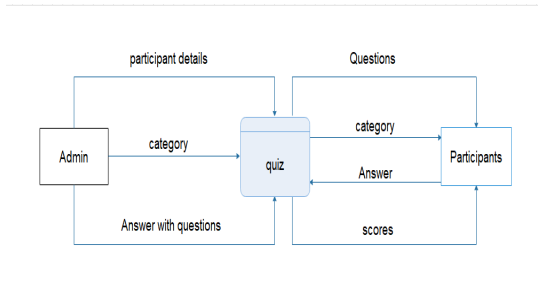 participant details
Questions
Admin
category
quiz
category
Answer
Participants
Answer with questions
scores